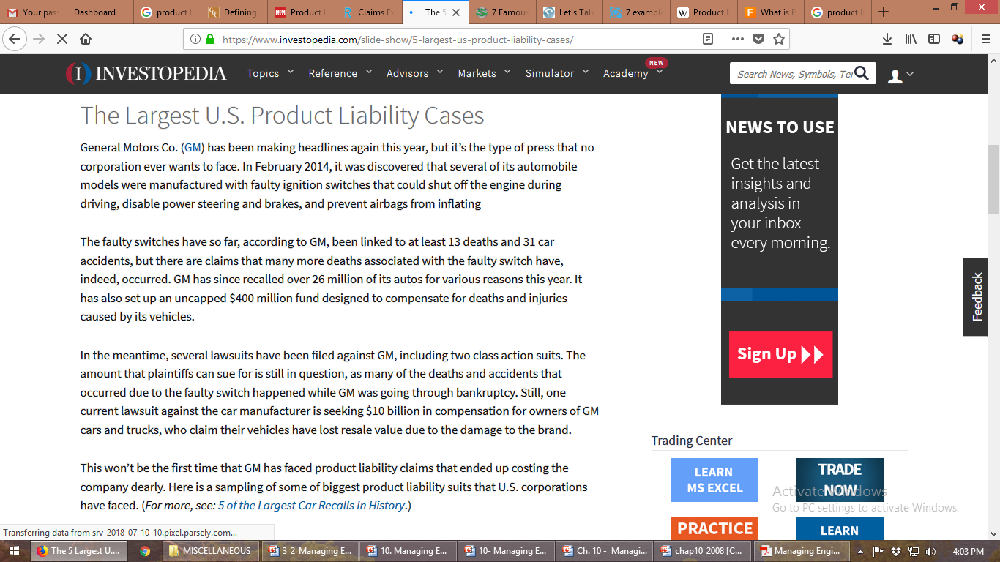 Your pas
Dashboard
product l
Defining
Product L
Claims Ex
The 5
7 Famou
Let's Talk
7 exampl
Product li
What is P
product li
https://www.investopedia.com/slide-show/5-largest-us-product-liability-cases/
INVESTOPEDIA
Topics
Reference
Advisors
Markets
Simulator
Academy
NEW
Search News, Symbols, Ter
The Largest U.S. Product Liability Cases
General Motors Co. (GM) has been making headlines again this year, but it's the type of press that no
corporation ever wants to face. In February 2014, it was discovered that several of its automobile
models were manufactured with faulty ignition switches that could shut off the engine during
driving, disable power steering and brakes, and prevent airbags from inflating
The faulty switches have so far, according to GM, been linked to at least 13 deaths and 31 car
accidents, but there are claims that many more deaths associated with the faulty switch have,
indeed, occurred. GM has since recalled over 26 million of its autos for various reasons this year. It
has also set up an uncapped $400 million fund designed to compensate for deaths and injuries
caused by its vehicles.
In the meantime, several lawsuits have been filed against GM, including two class action suits. The
amount that plaintiffs can sue for is still in question, as many of the deaths and accidents that
occurred due to the faulty switch happened while GM was going through bankruptcy. Still, one
current lawsuit against the car manufacturer is seeking $10 billion in compensation for owners of GM
cars and trucks, who claim their vehicles have lost resale value due to the damage to the brand.
This won't be the first time that GM has faced product liability claims that ended up costing the
company dearly. Here is a sampling of some of biggest product liability suits that U.S. corporations
have faced. (For more, see: 5 of the Largest Car Recalls In History.)
NEWS TO USE
Get the latest
insights and
analysis in
your inbox
every morning.
Sign Up
Feedback
Trading Center
LEARN
MS EXCEL
TRADE
NOW
PRACTICE
LEARN
Activate Windows
Go to PC settings to activate Windows.
Transferring data from srv-2018-07-10-10.pixel.parsely.com...
The 5 Largest U....
MISCELLANEOUS
3_2_Managing E...
10. Managing E...
10- Managing E...
Ch. 10 - Managi...
chap10_2008 [C...
Managing Engi...
4:03 PM